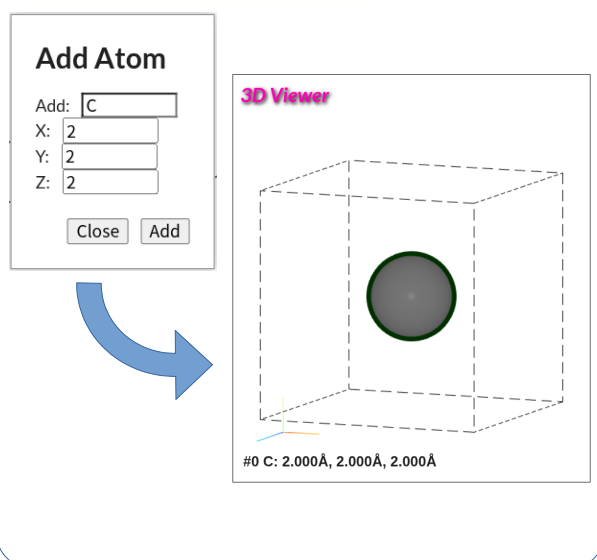 Add Atom
Add: C
X: 2
Y: 2
Z: 2
Close Add
3D Viewer
#0 C: 2.000Å, 2.000Å, 2.000Å